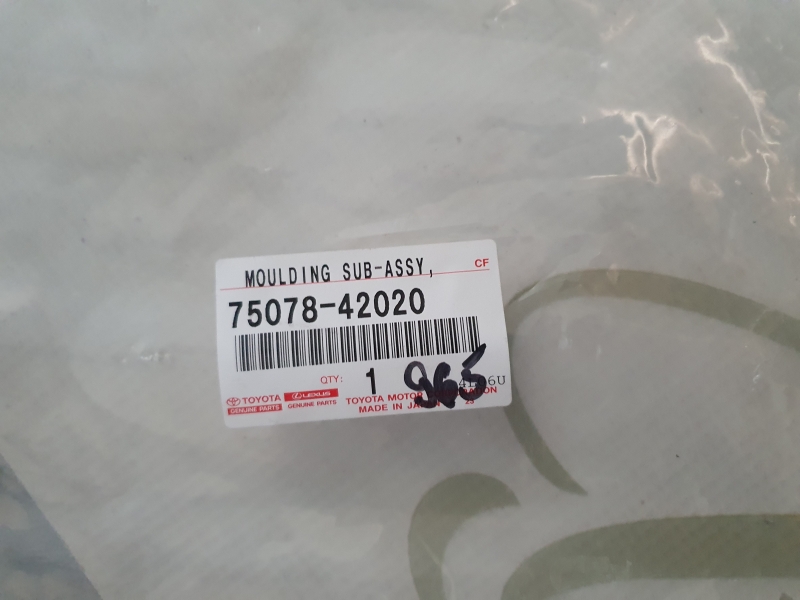 MOULDING SUB-ASSY,
CF
75078-42020
QTY: 1
965
TOYOTA
GENUINE PARTS
LEXUS
GENUINE PARTS
TOYOTA MOTOR
MADE IN